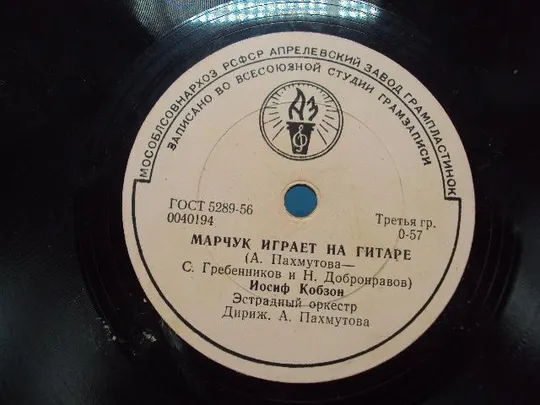 МОСОБЛСОВНАРХОЗ РСФСР АПРЕЛЕВСКИЙ ЗАВОД ГРАМПЛАСТИНОК
ЗАПИСАНО ВО ВСЕСОЮЗНОЙ СТУДИИ ГРАМЗАПИСИ
АЗ
ГОСТ 5289-56
0040194
Третья гр.
0-57
МАРЧУК ИГРАЕТ НА ГИТАРЕ
(А. Пахмутова—
С. Гребенников и Н. Добронравов)
Иосиф Кобзон
Эстрадный оркестр
Дириж. А. Пахмутова